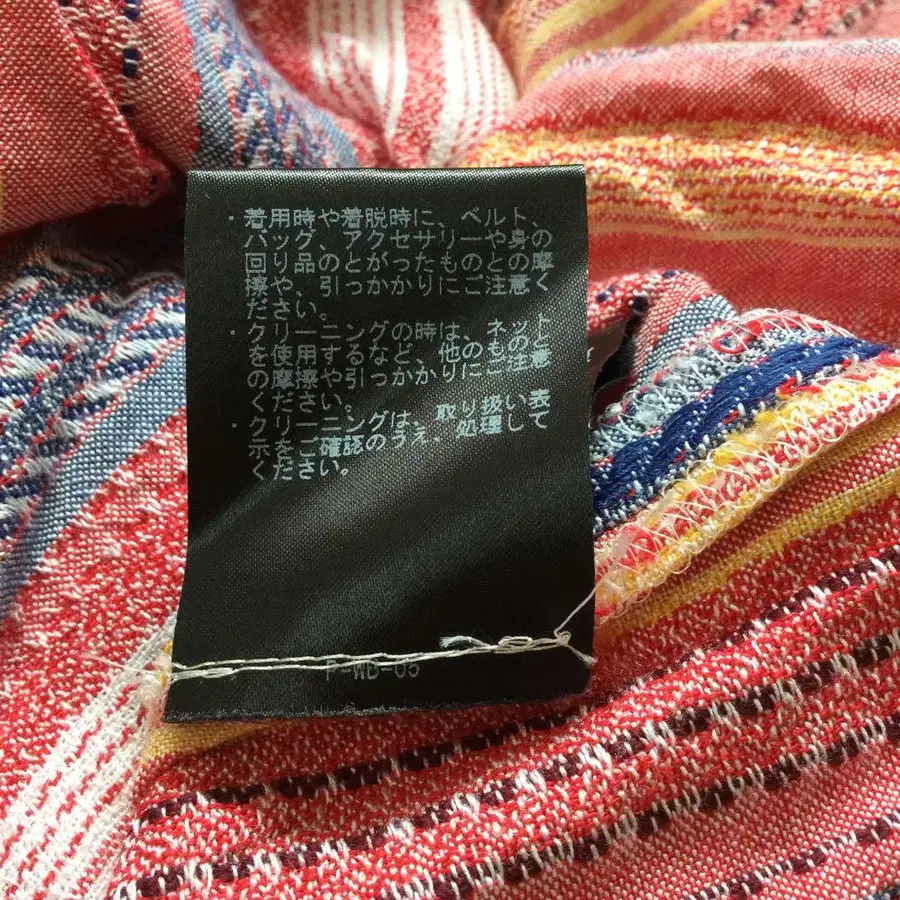 ・着用時や着脱時に、ベルト、
バッグ、アクセサリーや身の
回り品のとがったものとの摩
擦や、引っかかりにご注意く
ださい。
・クリーニングの時は、ネット
を使用するなど、他のものと
の摩擦や引っかかりにご注意
ください。
・クリーニングは、取り扱い表
示をご確認のうえ、処理して
ください。
F-WD-05